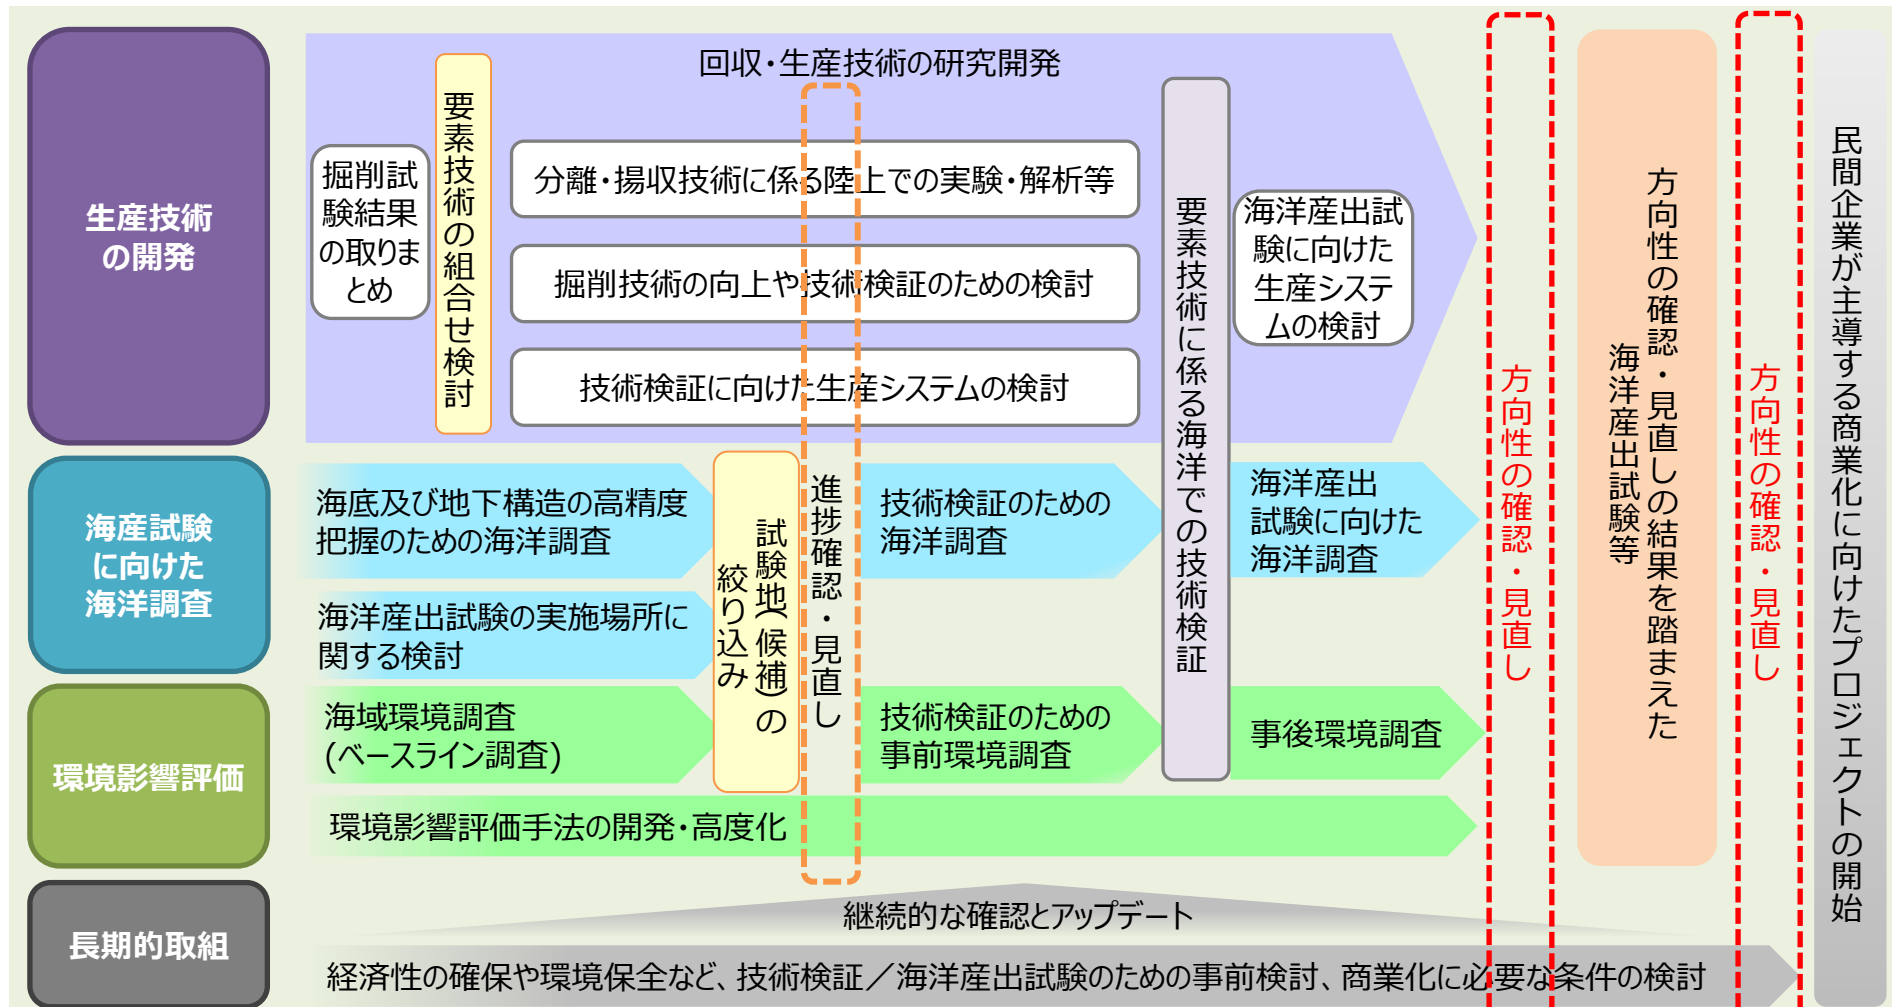 生産技術
の開発
回収・生産技術の研究開発
掘削試
験結果
の取りま
とめ
要素技術の組合せ検討
分離・揚収技術に係る陸上での実験・解析等
掘削技術の向上や技術検証のための検討
技術検証に向けた生産システムの検討
要素技術に係る海洋での技術検証
海洋産出試
験に向けた
生産システ
ムの検討
海産試験
に向けた
海洋調査
海底及び地下構造の高精度
把握のための海洋調査
海洋産出試験の実施場所に
関する検討
試験地(候補)の
絞り込み
進捗確認・見直し
技術検証のための
海洋調査
海洋産出
試験に向けた
海洋調査
環境影響評価
海域環境調査
(ベースライン調査)
技術検証のための
事前環境調査
事後環境調査
環境影響評価手法の開発・高度化
長期的取組
継続的な確認とアップデート
経済性の確保や環境保全など、技術検証／海洋産出試験のための事前検討、商業化に必要な条件の検討
方向性の確認・見直し
方向性の確認・見直しの結果を踏まえた
海洋産出試験等
方向性の確認・見直し
民間企業が主導する商業化に向けたプロジェクトの開始